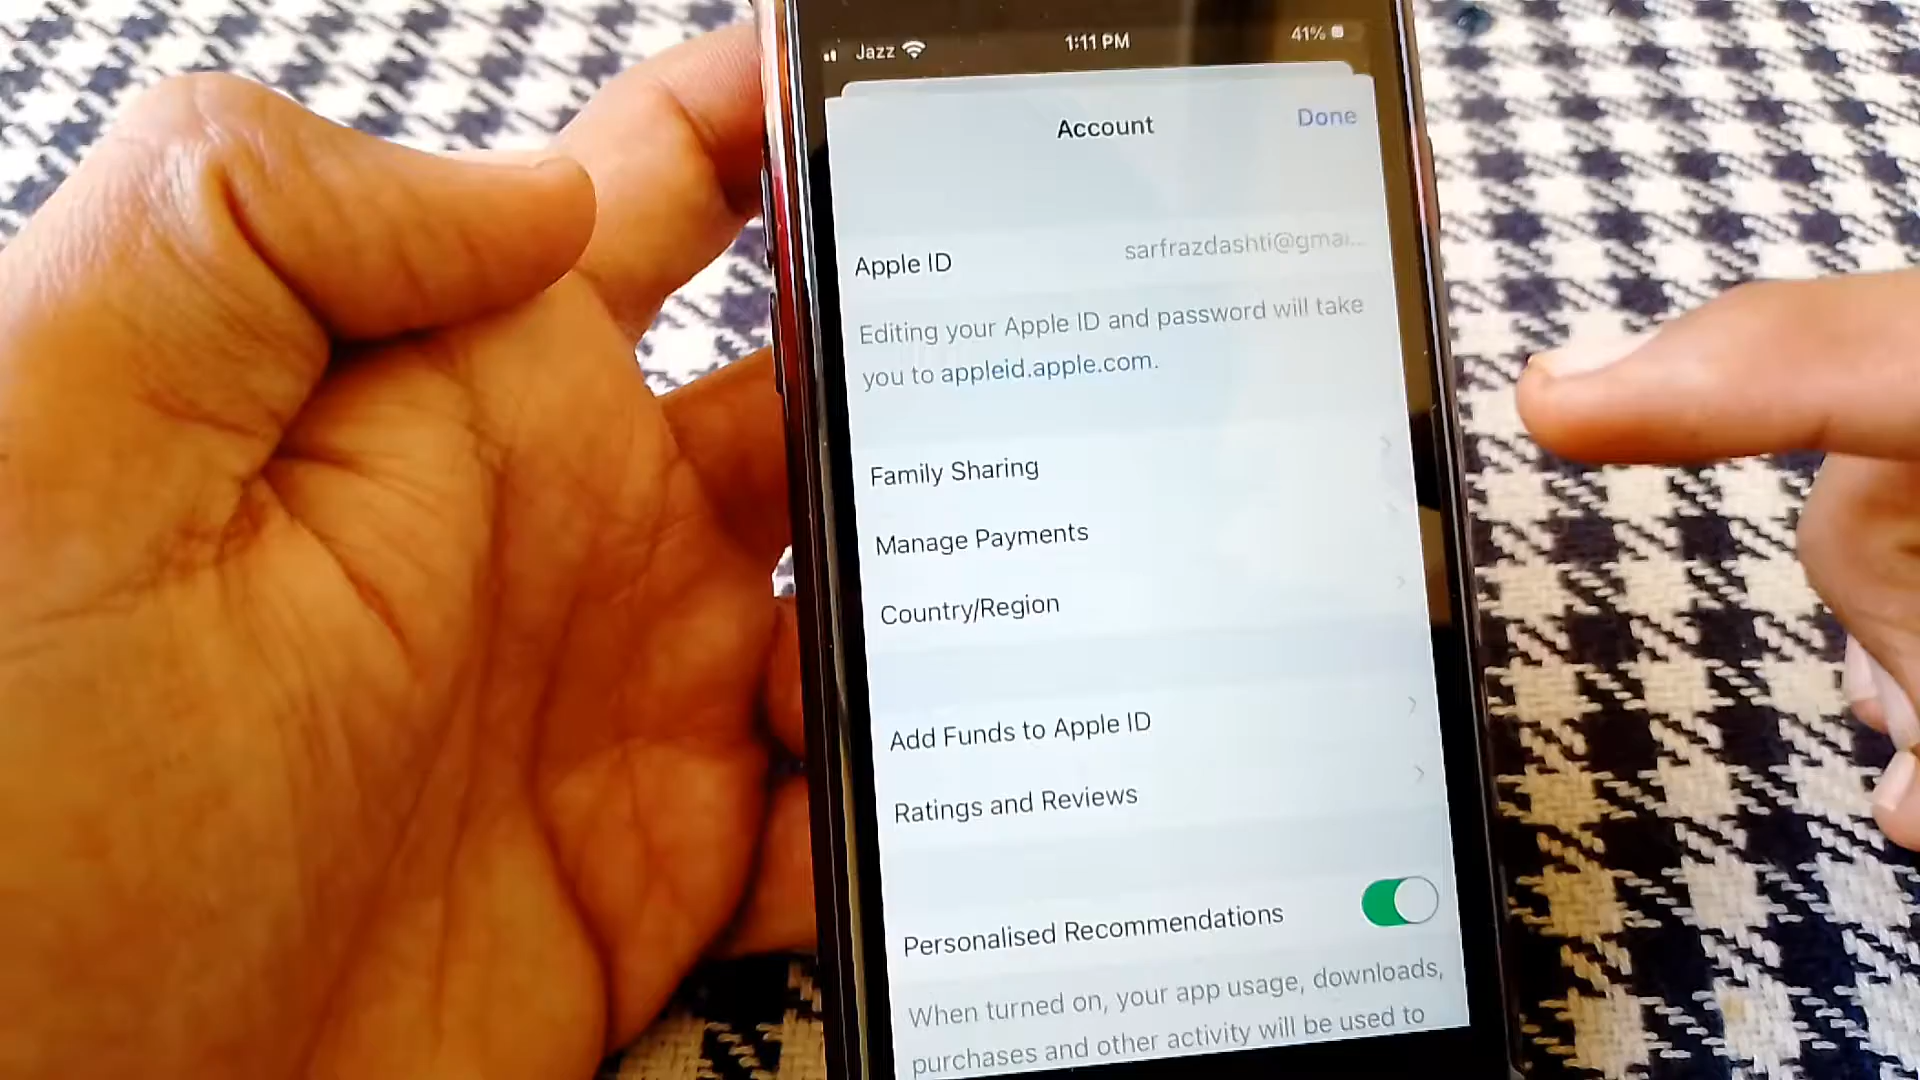 Jazz 1:11 PM 41%
Account Done
Apple ID sarfrazdashti@gmai...
Editing your Apple ID and password will take
you to appleid.apple.com.
Family Sharing
Manage Payments
Country/Region
Add Funds to Apple ID
Ratings and Reviews
Personalised Recommendations
When turned on, your app usage, downloads,
purchases and other activity will be used to